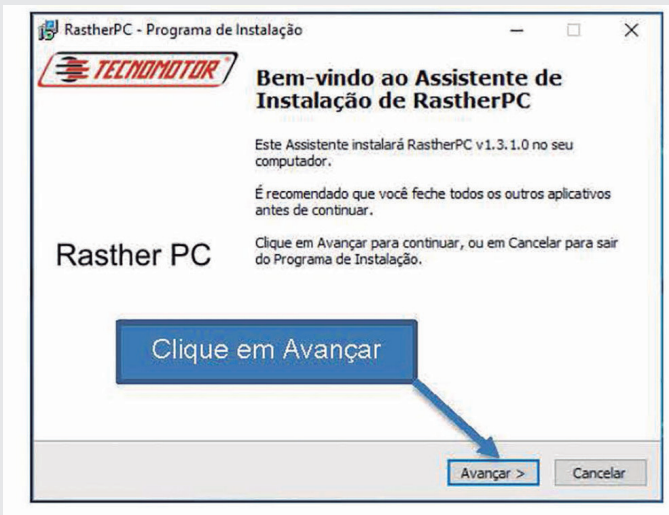 RastherPC - Programa de Instalação
TECNOMOTOR
Bem-vindo ao Assistente de
Instalação de RastherPC
Este Assistente instalará RastherPC v1.3.1.0 no seu
computador.
É recomendado que você feche todos os outros aplicativos
antes de continuar.
Clique em Avançar para continuar, ou em Cancelar para sair
do Programa de Instalação.
Rasther PC
Clique em Avançar
Avançar >
Cancelar